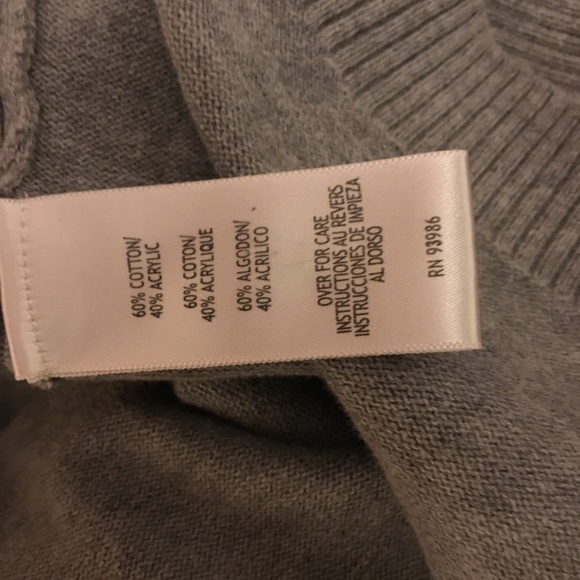 60% COTTON/
40% ACRYLIC
60% COTON/
40% ACRYLIQUE
60% ALGODON/
40% ACRILICO
OVER FOR CARE
INSTRUCTIONS AU REVERS
INSTRUCCIONES DE IMPIEZA
AL DORSO
RN 93986